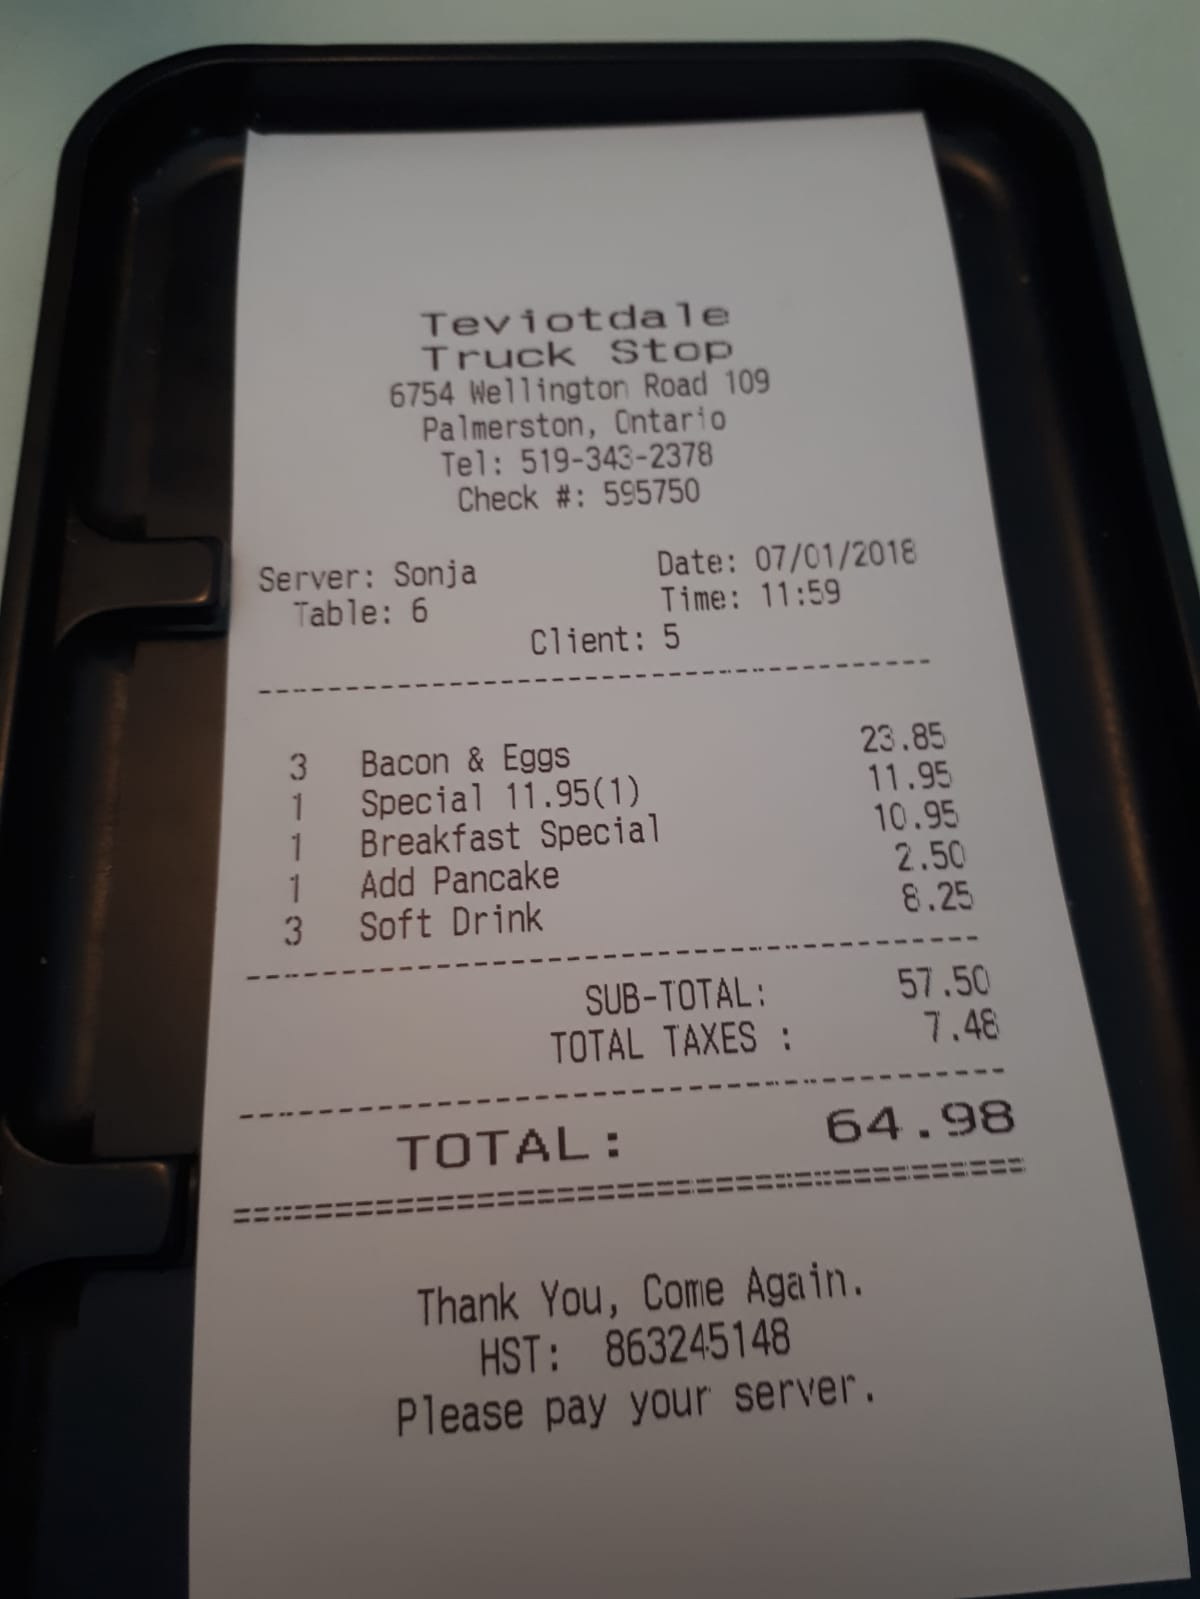 Teviotdale
Truck Stop
6754 Wellington Road 109
Palmerston, Ontario
Tel: 519-343-2378
Check #: 595750
Server: Sonja Date: 07/01/2018
Table: 6 Time: 11:59
Client: 5
3 Bacon & Eggs 23.85
1 Special 11.95(1) 11.95
1 Breakfast Special 10.95
1 Add Pancake 2.50
3 Soft Drink 8.25
SUB-TOTAL: 57.50
TOTAL TAXES : 7.48
TOTAL: 64.98
Thank You, Come Again.
HST: 863245148
Please pay your server.